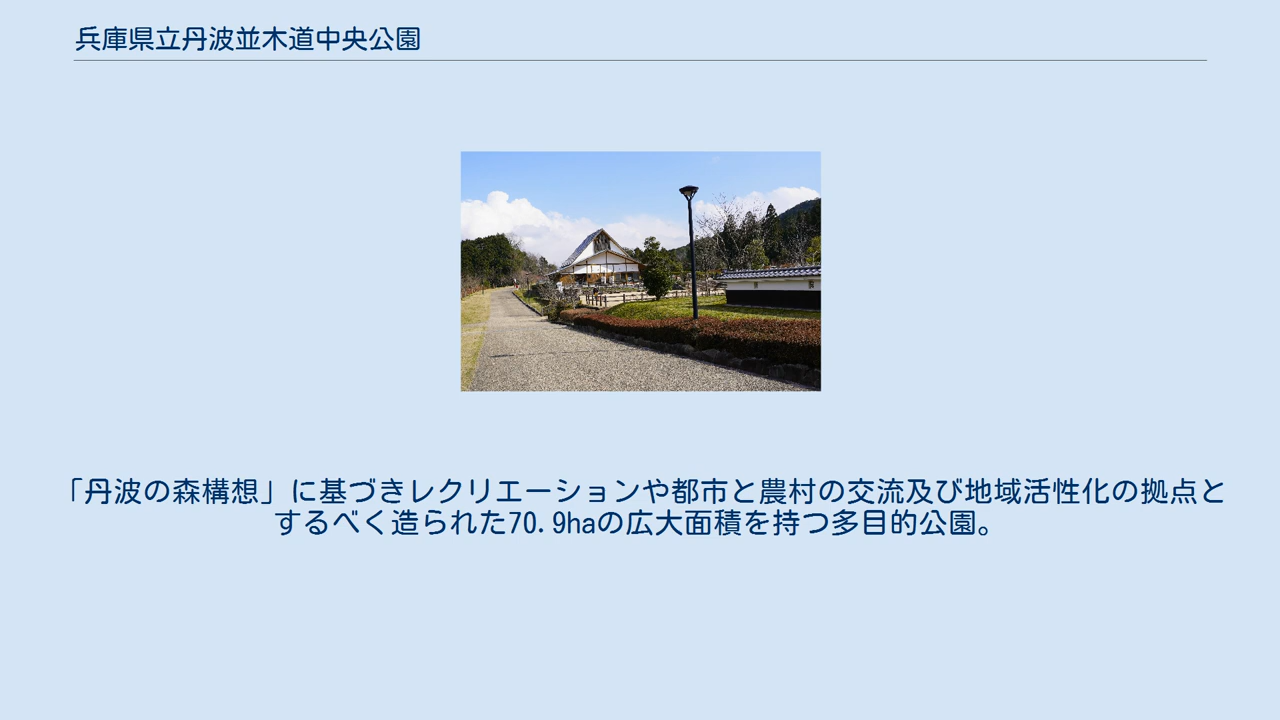 兵庫県立丹波並木道中央公園
「丹波の森構想」に基づきレクリエーションや都市と農村の交流及び地域活性化の拠点と
するべく造られた70.9haの広大面積を持つ多目的公園。